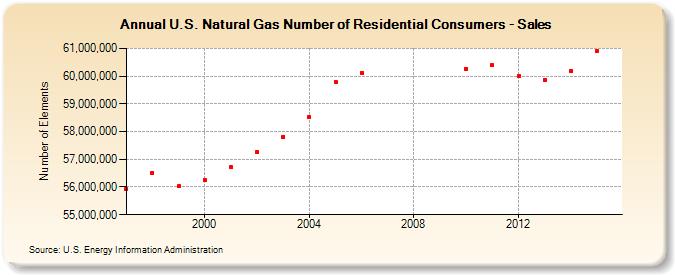 Annual U.S. Natural Gas Number of Residential Consumers - Sales
Number of Elements
61,000,000
60,000,000
59,000,000
58,000,000
57,000,000
56,000,000
55,000,000
2000 2004 2008 2012
Source: U.S. Energy Information Administration